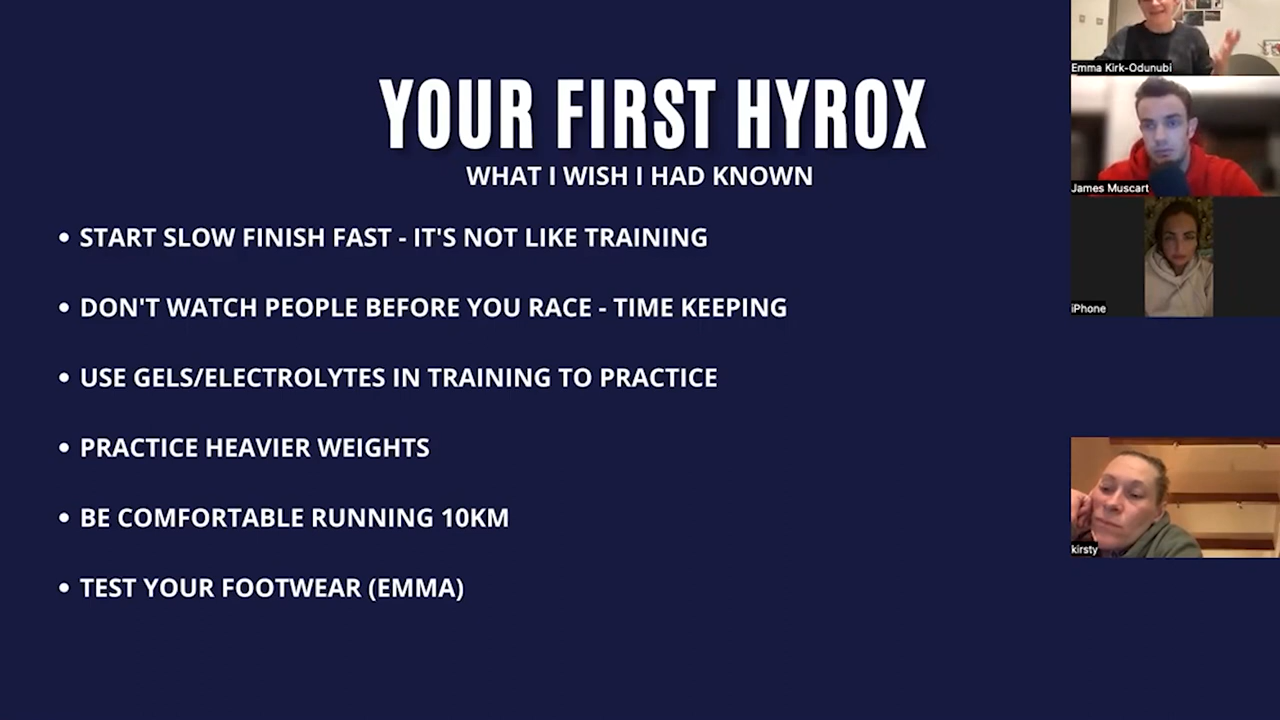 YOUR FIRST HYROX
WHAT I WISH I HAD KNOWN
• START SLOW FINISH FAST - IT'S NOT LIKE TRAINING
• DON'T WATCH PEOPLE BEFORE YOU RACE - TIME KEEPING
• USE GELS/ELECTROLYTES IN TRAINING TO PRACTICE
• PRACTICE HEAVIER WEIGHTS
• BE COMFORTABLE RUNNING 10KM
• TEST YOUR FOOTWEAR (EMMA)
Emma Kirk-Odunubi
James Muscart
iPhone
kirsty